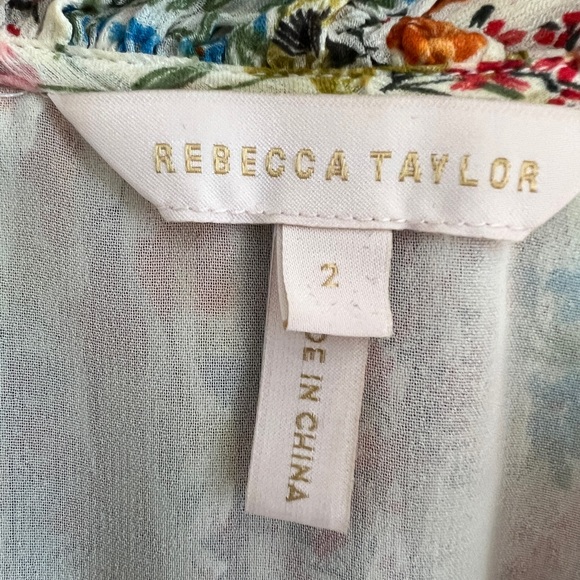 REBECCA TAYLOR
2
DE IN CHINA